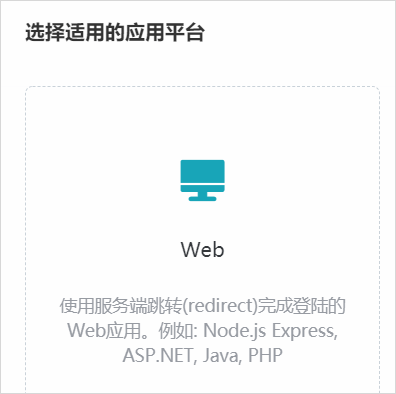 选择适用的应用平台
Web
使用服务端跳转(redirect)完成登陆的
Web应用。例如: Node.js Express,
ASP.NET, Java, PHP